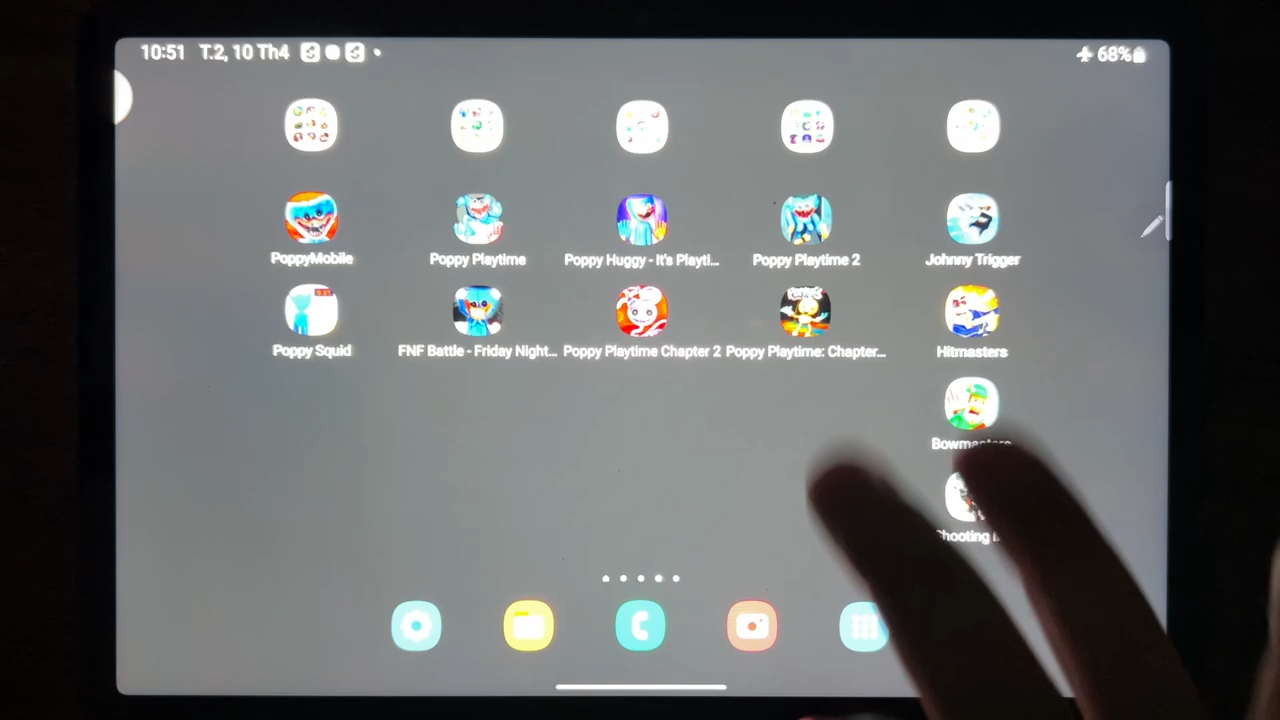 10:51 T.2, 10 Th4
68%
PoppyMobile
Poppy Playtime
Poppy Huggy - It's Playti...
Poppy Playtime 2
Johnny Trigger
Poppy Squid
FNF Battle - Friday Night...
Poppy Playtime Chapter 2
Poppy Playtime: Chapter...
Hitmasters
Bowmasters